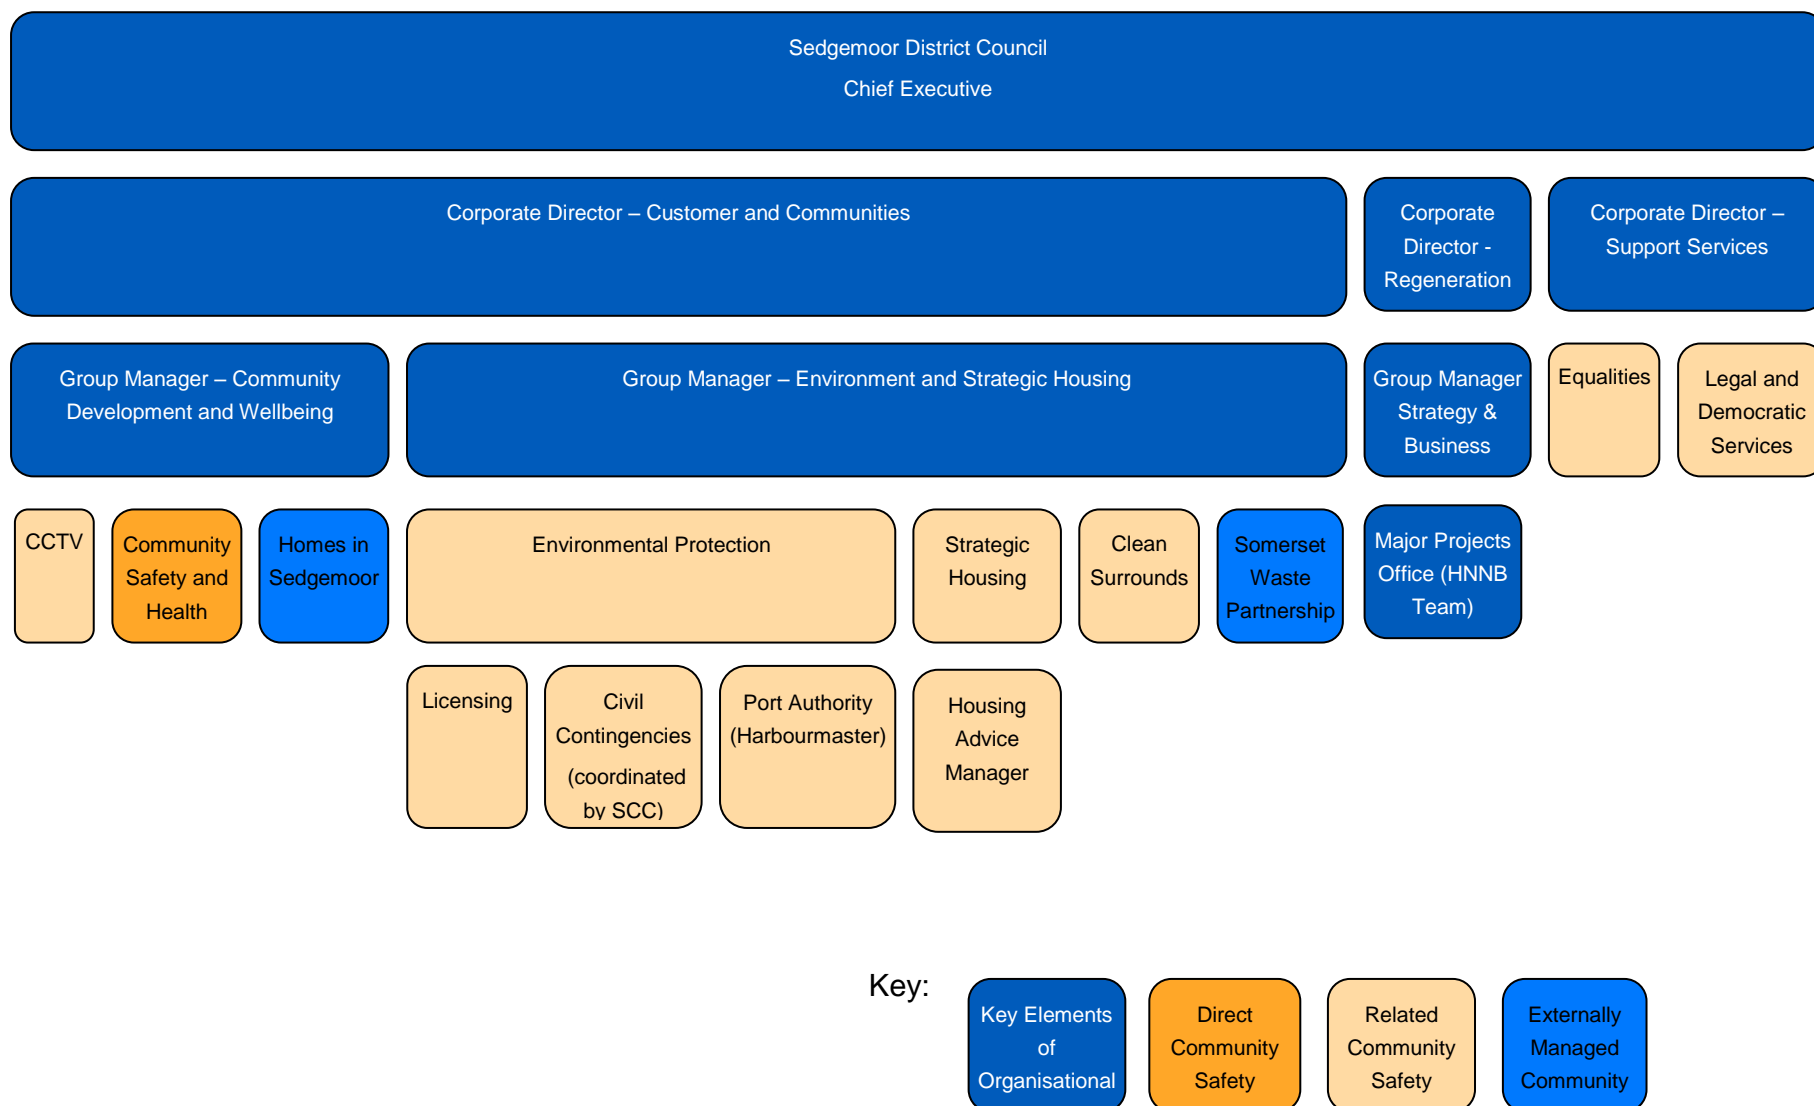 Sedgemoor District Council
Chief Executive
Corporate Director – Customer and Communities
Corporate
Director -
Regeneration
Corporate Director –
Support Services
Group Manager – Community
Development and Wellbeing
Group Manager – Environment and Strategic Housing
Group Manager
Strategy &
Business
Equalities
Legal and
Democratic
Services
CCTV
Community
Safety and
Health
Homes in
Sedgemoor
Environmental Protection
Strategic
Housing
Clean
Surrounds
Somerset
Waste
Partnership
Major Projects
Office (HNNB
Team)
Licensing
Civil
Contingencies
(coordinated
by SCC)
Port Authority
(Harbourmaster)
Housing
Advice
Manager
Key:
Key Elements
of
Organisational
Direct
Community
Safety
Related
Community
Safety
Externally
Managed
Community